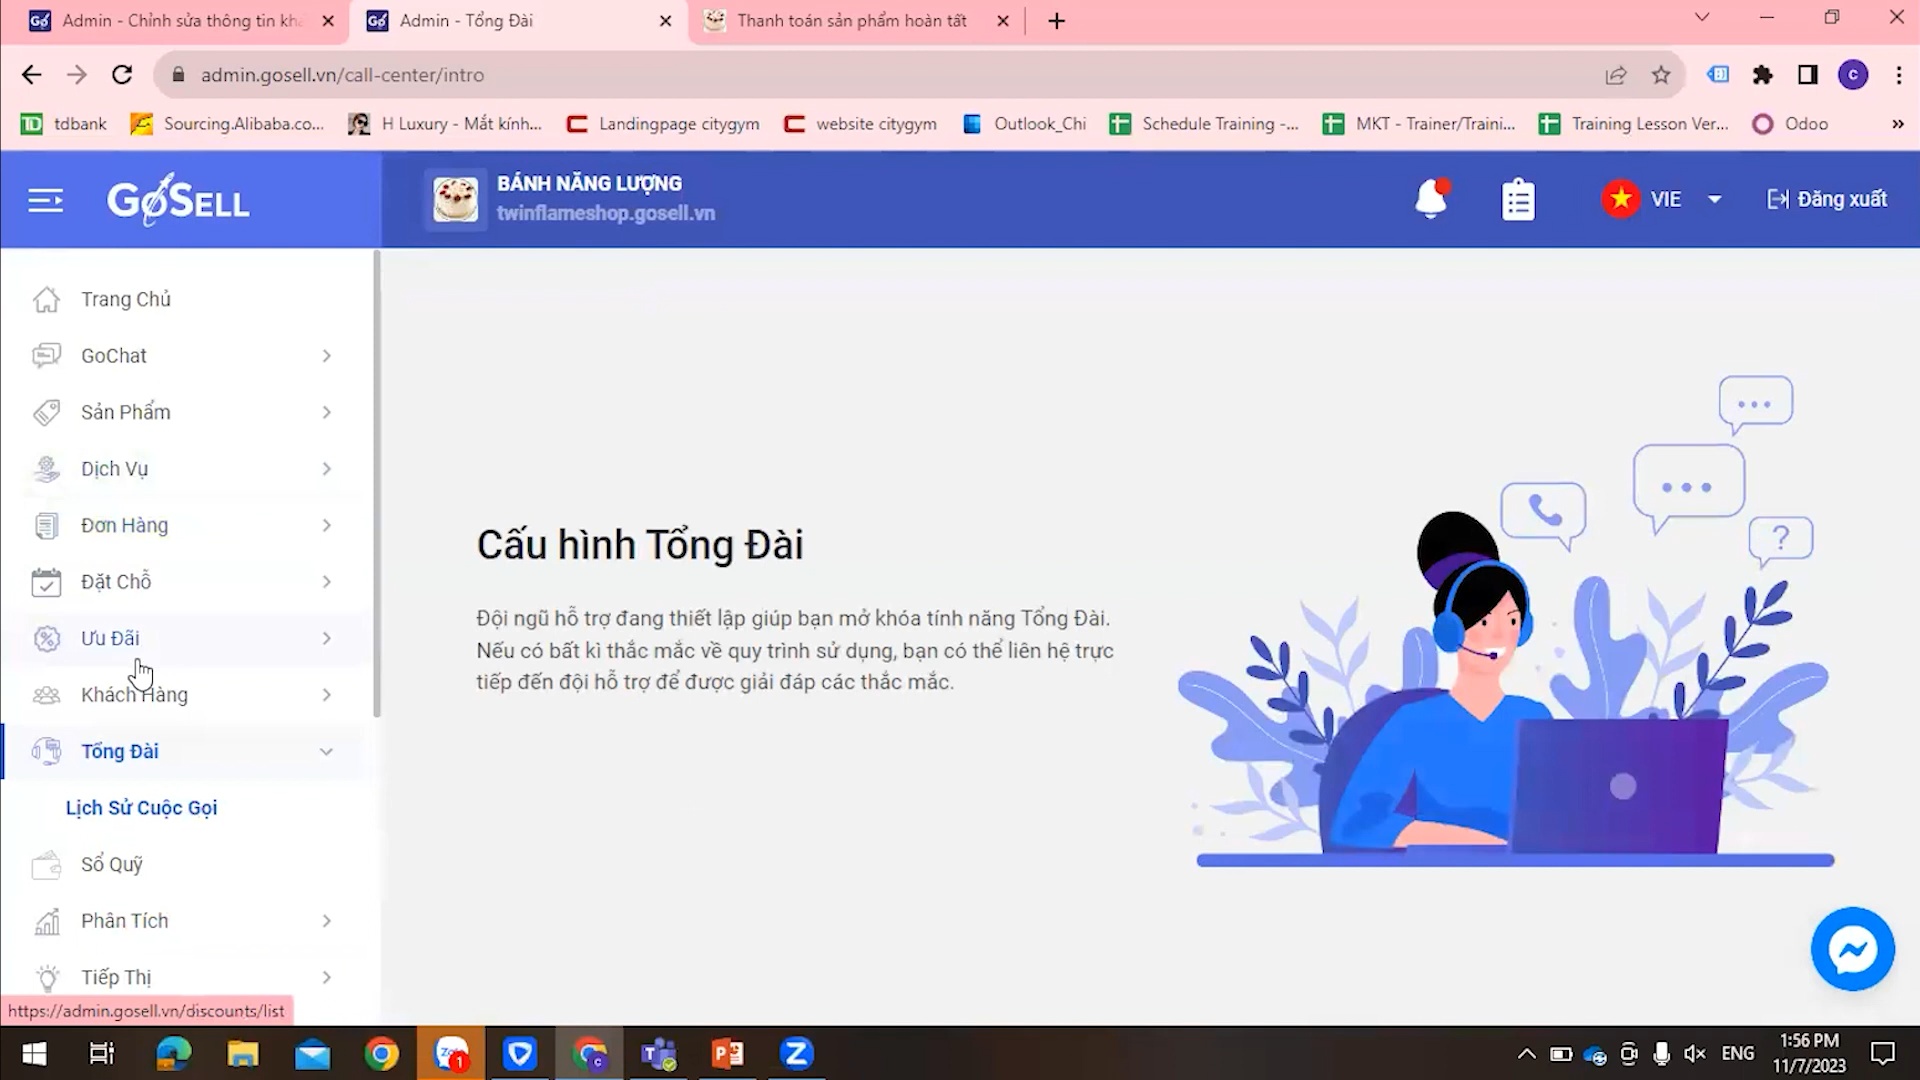 Admin - Chỉnh sửa thông tin khá
Admin - Tổng Đài
Thanh toán sản phẩm hoàn tất
admin.gosell.vn/call-center/intro
C
TD tdbank
Sourcing.Alibaba.co...
H Luxury - Mắt kính...
Landingpage citygym
website citygym
Outlook_Chi
Schedule Training -...
MKT - Trainer/Traini...
Training Lesson Ver...
Odoo
»
GOSELL
BÁNH NĂNG LƯỢNG
twinflameshop.gosell.vn
VIE
Đăng xuất
Trang Chủ
GoChat
Sản Phẩm
Dịch Vụ
Đơn Hàng
Đặt Chỗ
Ưu Đãi
Khách Hàng
Tổng Đài
Lịch Sử Cuộc Gọi
Sổ Quỹ
Phân Tích
Tiếp Thị
Cấu hình Tổng Đài
Đội ngũ hỗ trợ đang thiết lập giúp bạn mở khóa tính năng Tổng Đài.
Nếu có bất kì thắc mắc về quy trình sử dụng, bạn có thể liên hệ trực
tiếp đến đội hỗ trợ để được giải đáp các thắc mắc.
?
https://admin.gosell.vn/discounts/list
ENG
1:56 PM
11/7/2023